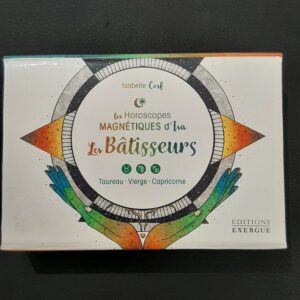 Isabelle Cerf
les Horoscopes
MAGNÉTIQUES d'Isa
Les Bâtisseurs
Taureau · Vierge · Capricorne
EDITIONS
EXERGUE